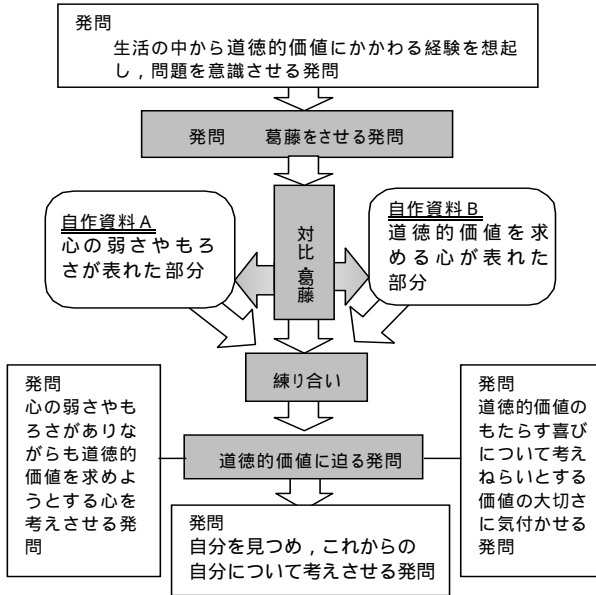 発問
生活の中から道徳的価値にかかわる経験を想起
し，問題を意識させる発問
発問　葛藤をさせる発問
自作資料Ａ
心の弱さやもろ
さが表れた部分
対比・葛藤
自作資料Ｂ
道徳的価値を求
める心が表れた
部分
練り合い
発問
心の弱さやも
ろさがありな
がらも道徳的
価値を求めよ
うとする心を
考えさせる発
問
道徳的価値に迫る発問
発問
道徳的価値の
もたらす喜び
について考え
ねらいとする
価値の大切さ
に気付かせる
発問
発問
自分を見つめ，これからの
自分について考えさせる発問